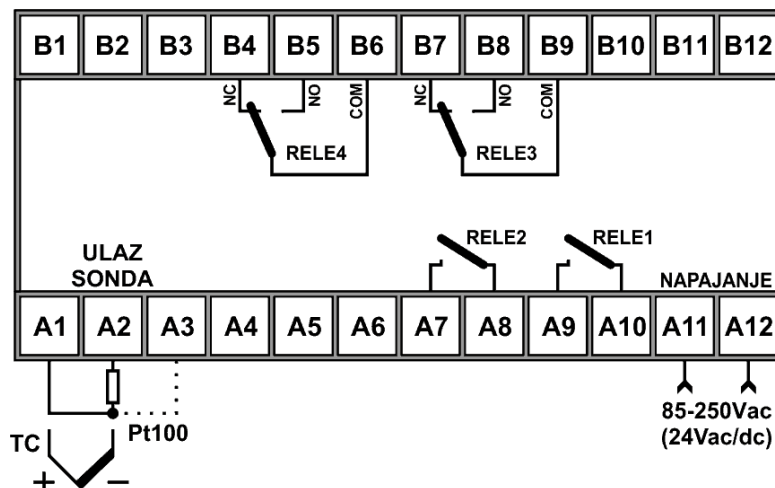 B1 B2 B3 B4 B5 B6 B7 B8 B9 B10 B11 B12
NC NO COM NC NO COM
RELE4 RELE3
RELE2 RELE1
ULAZ
SONDA
NAPAJANJE
A1 A2 A3 A4 A5 A6 A7 A8 A9 A10 A11 A12
85-250Vac
(24Vac/dc)
Pt100
TC
+ −